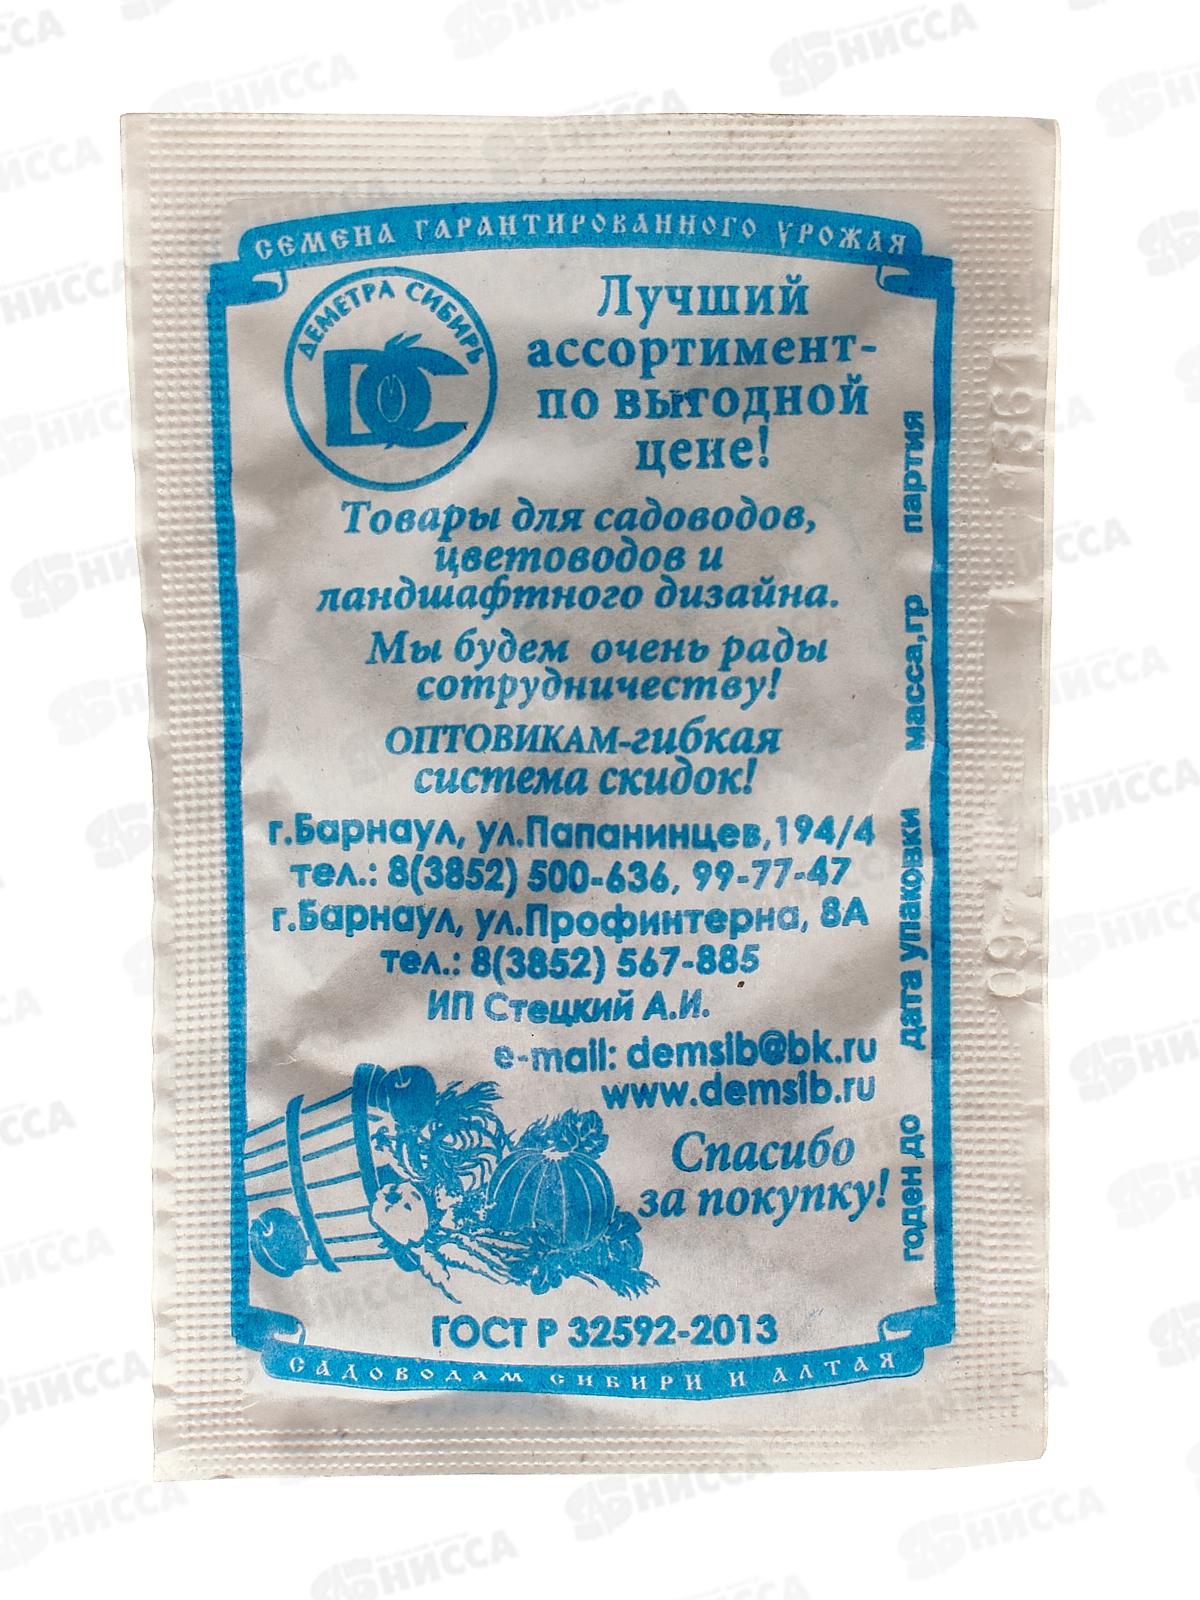 СЕМЕНА ГАРАНТИРОВАННОГО УРОЖАЯ
ДЕМЕТРА СИБИРЬ
DC
Лучший
ассортимент-
по выгодной
цене!
Товары для садоводов,
цветоводов и
ландшафтного дизайна.
Мы будем очень рады
сотрудничеству!
ОПТОВИКАМ-гибкая
система скидок!
г.Барнаул, ул.Папанинцев,194/4
тел.: 8(3852) 500-636, 99-77-47
г.Барнаул, ул.Профинтерна, 8А
тел.: 8(3852) 567-885
ИП Стецкий А.И.
e-mail: demsib@bk.ru
www.demsib.ru
Спасибо
за покупку!
ГОСТ Р 32592-2013
САДОВОДАМ СИБИРИ И АЛТАЯ
годен до дата упаковки масса,гр партия
НИССА